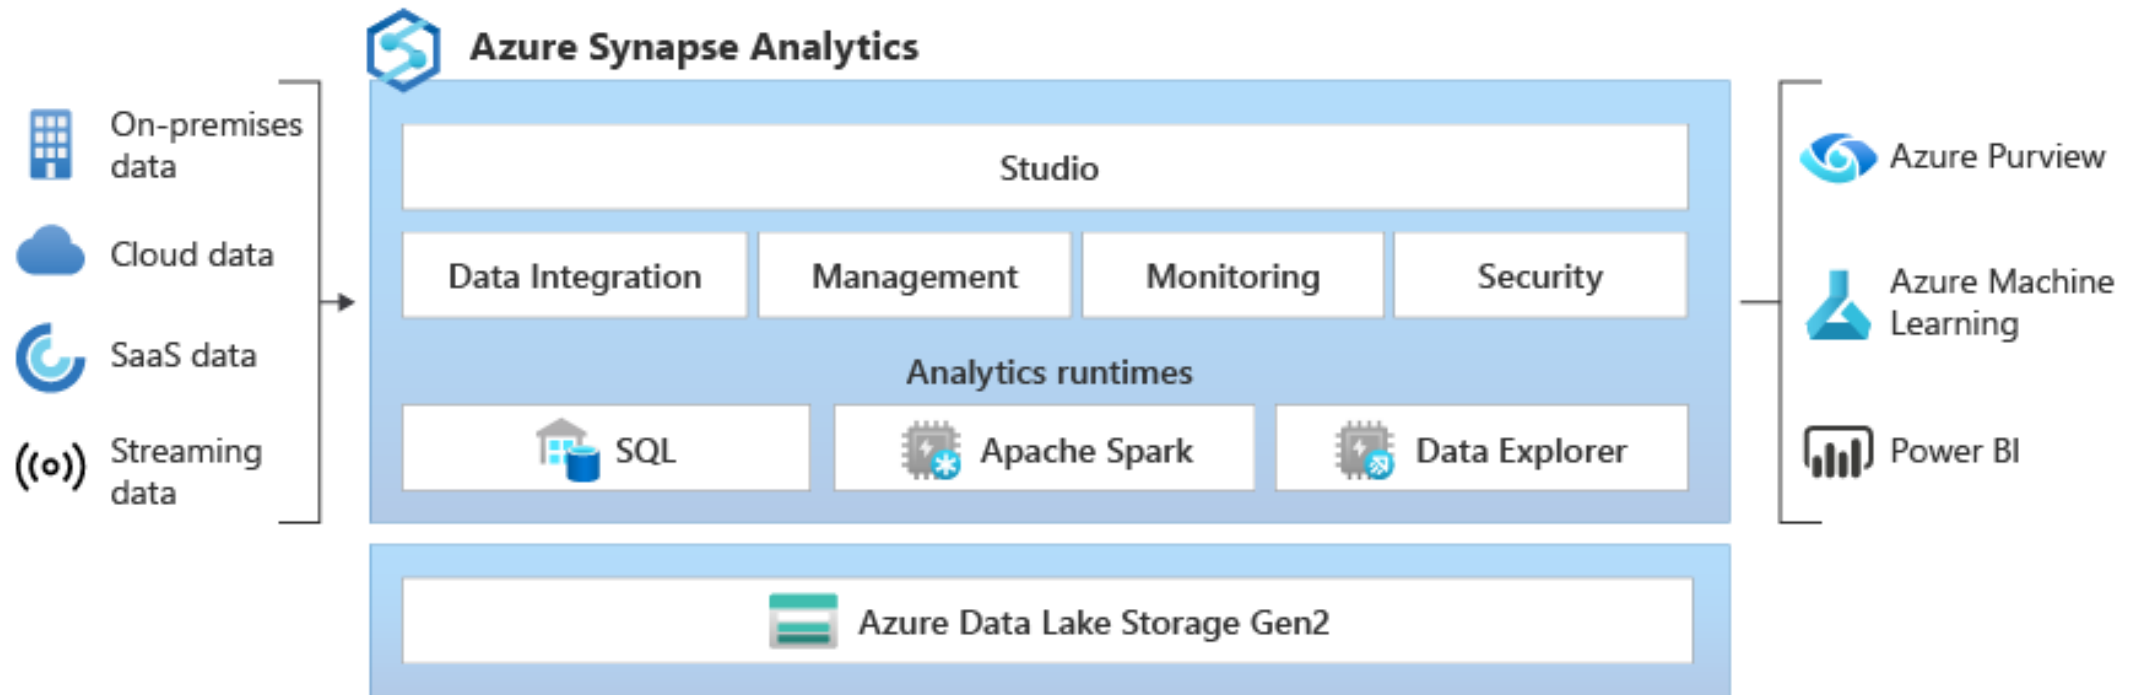 Azure Synapse Analytics
On-premises
data
Cloud data
SaaS data
Streaming
data
Studio
Data Integration
Management
Monitoring
Security
Analytics runtimes
SQL
Apache Spark
Data Explorer
Azure Data Lake Storage Gen2
Azure Purview
Azure Machine
Learning
Power BI